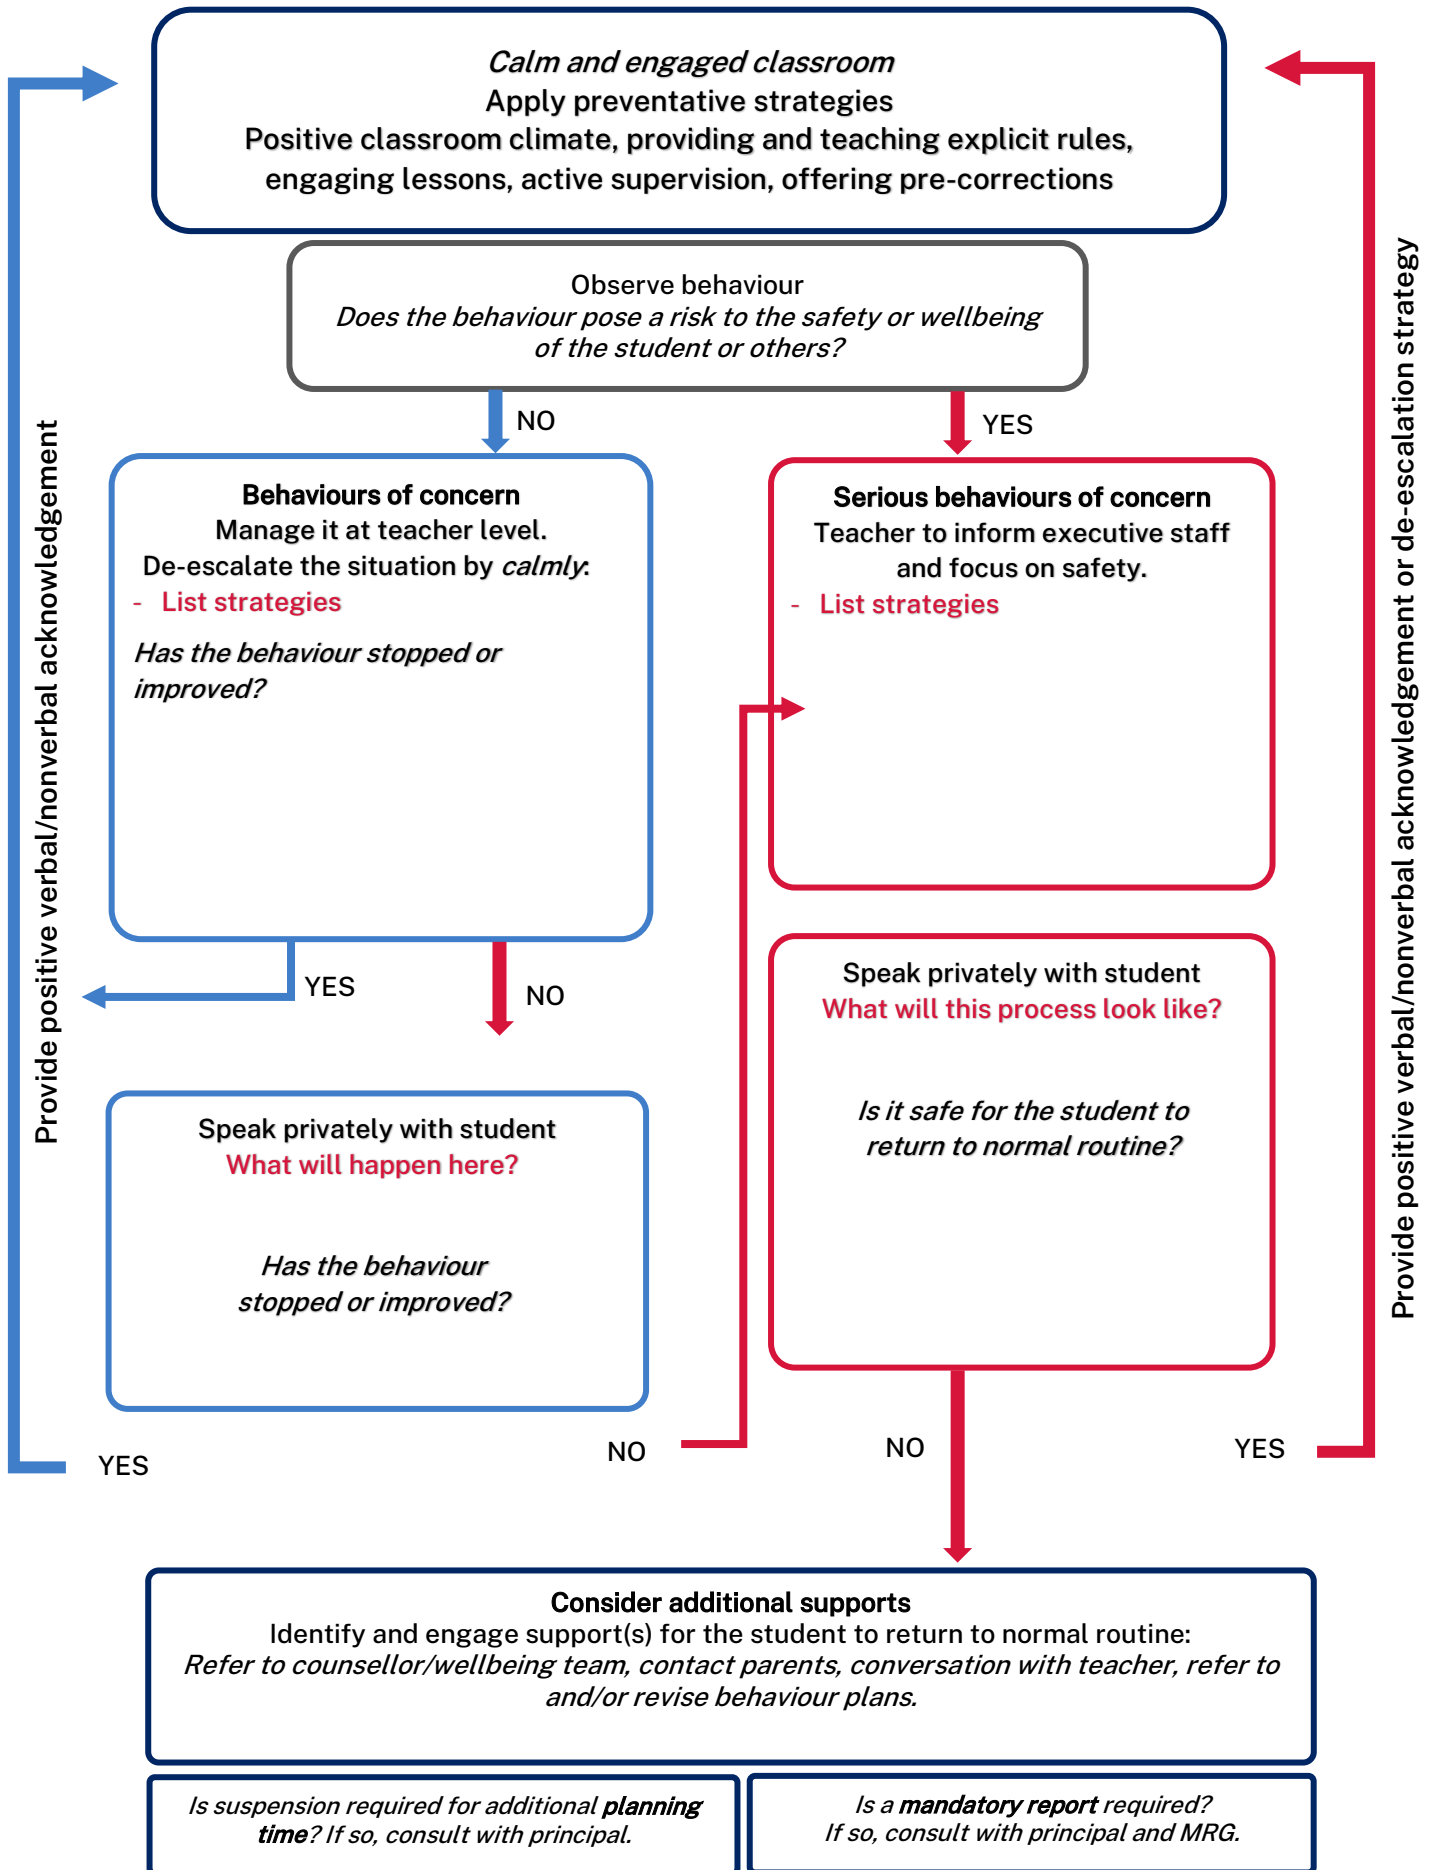 Calm and engaged classroom
Apply preventative strategies
Positive classroom climate, providing and teaching explicit rules,
engaging lessons, active supervision, offering pre-corrections
Observe behaviour
Does the behaviour pose a risk to the safety or wellbeing
of the student or others?
NO
YES
Behaviours of concern
Manage it at teacher level.
De-escalate the situation by calmly:
- List strategies
Has the behaviour stopped or
improved?
Serious behaviours of concern
Teacher to inform executive staff
and focus on safety.
- List strategies
YES
NO
Speak privately with student
What will happen here?
Has the behaviour
stopped or improved?
Speak privately with student
What will this process look like?
Is it safe for the student to
return to normal routine?
YES
NO
NO
YES
Provide positive verbal/nonverbal acknowledgement
Provide positive verbal/nonverbal acknowledgement or de-escalation strategy
Consider additional supports
Identify and engage support(s) for the student to return to normal routine:
Refer to counsellor/wellbeing team, contact parents, conversation with teacher, refer to
and/or revise behaviour plans.
Is suspension required for additional planning
time? If so, consult with principal.
Is a mandatory report required?
If so, consult with principal and MRG.